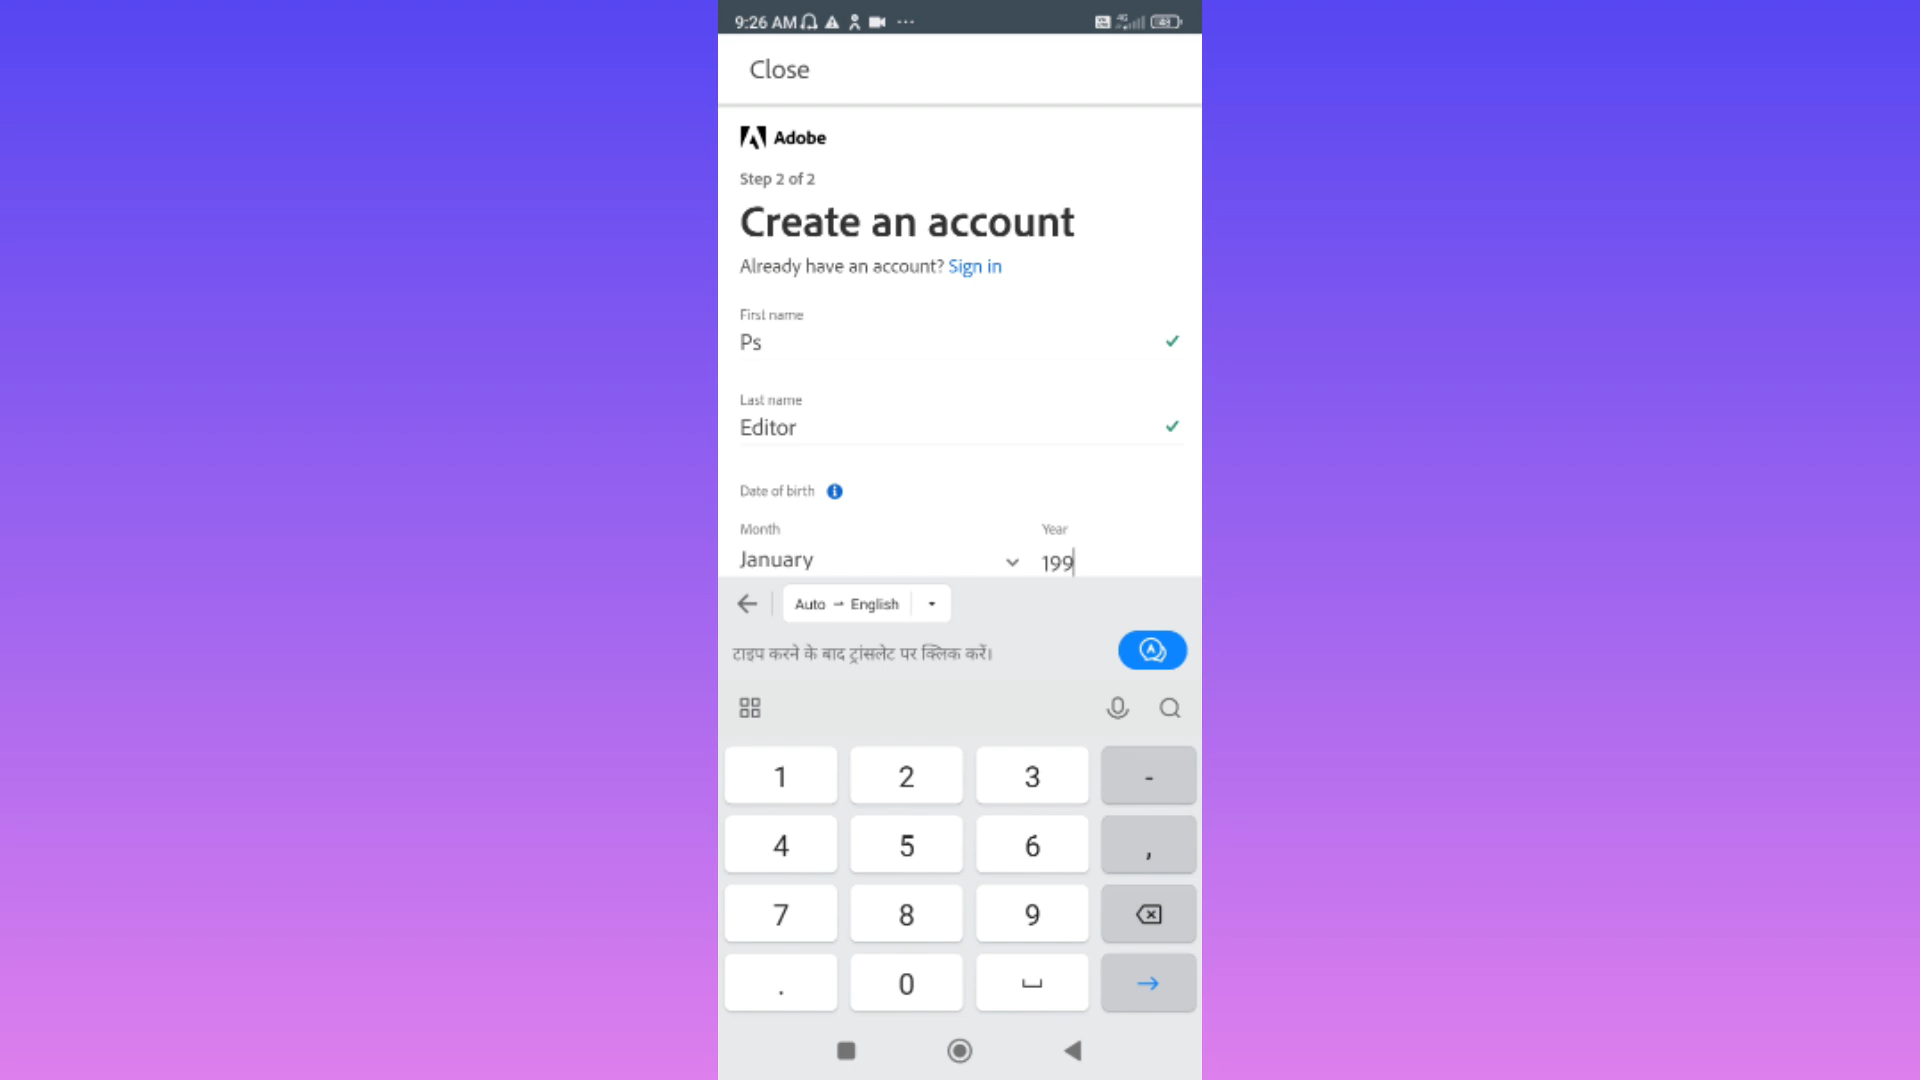 9:26 AM
Close
Adobe
Step 2 of 2
Create an account
Already have an account? Sign in
First name
Ps
Last name
Editor
Date of birth
Month
Year
January
199
Auto → English
टाइप करने के बाद ट्रांसलेट पर क्लिक करें।
1 2 3 -
4 5 6 ,
7 8 9
. 0